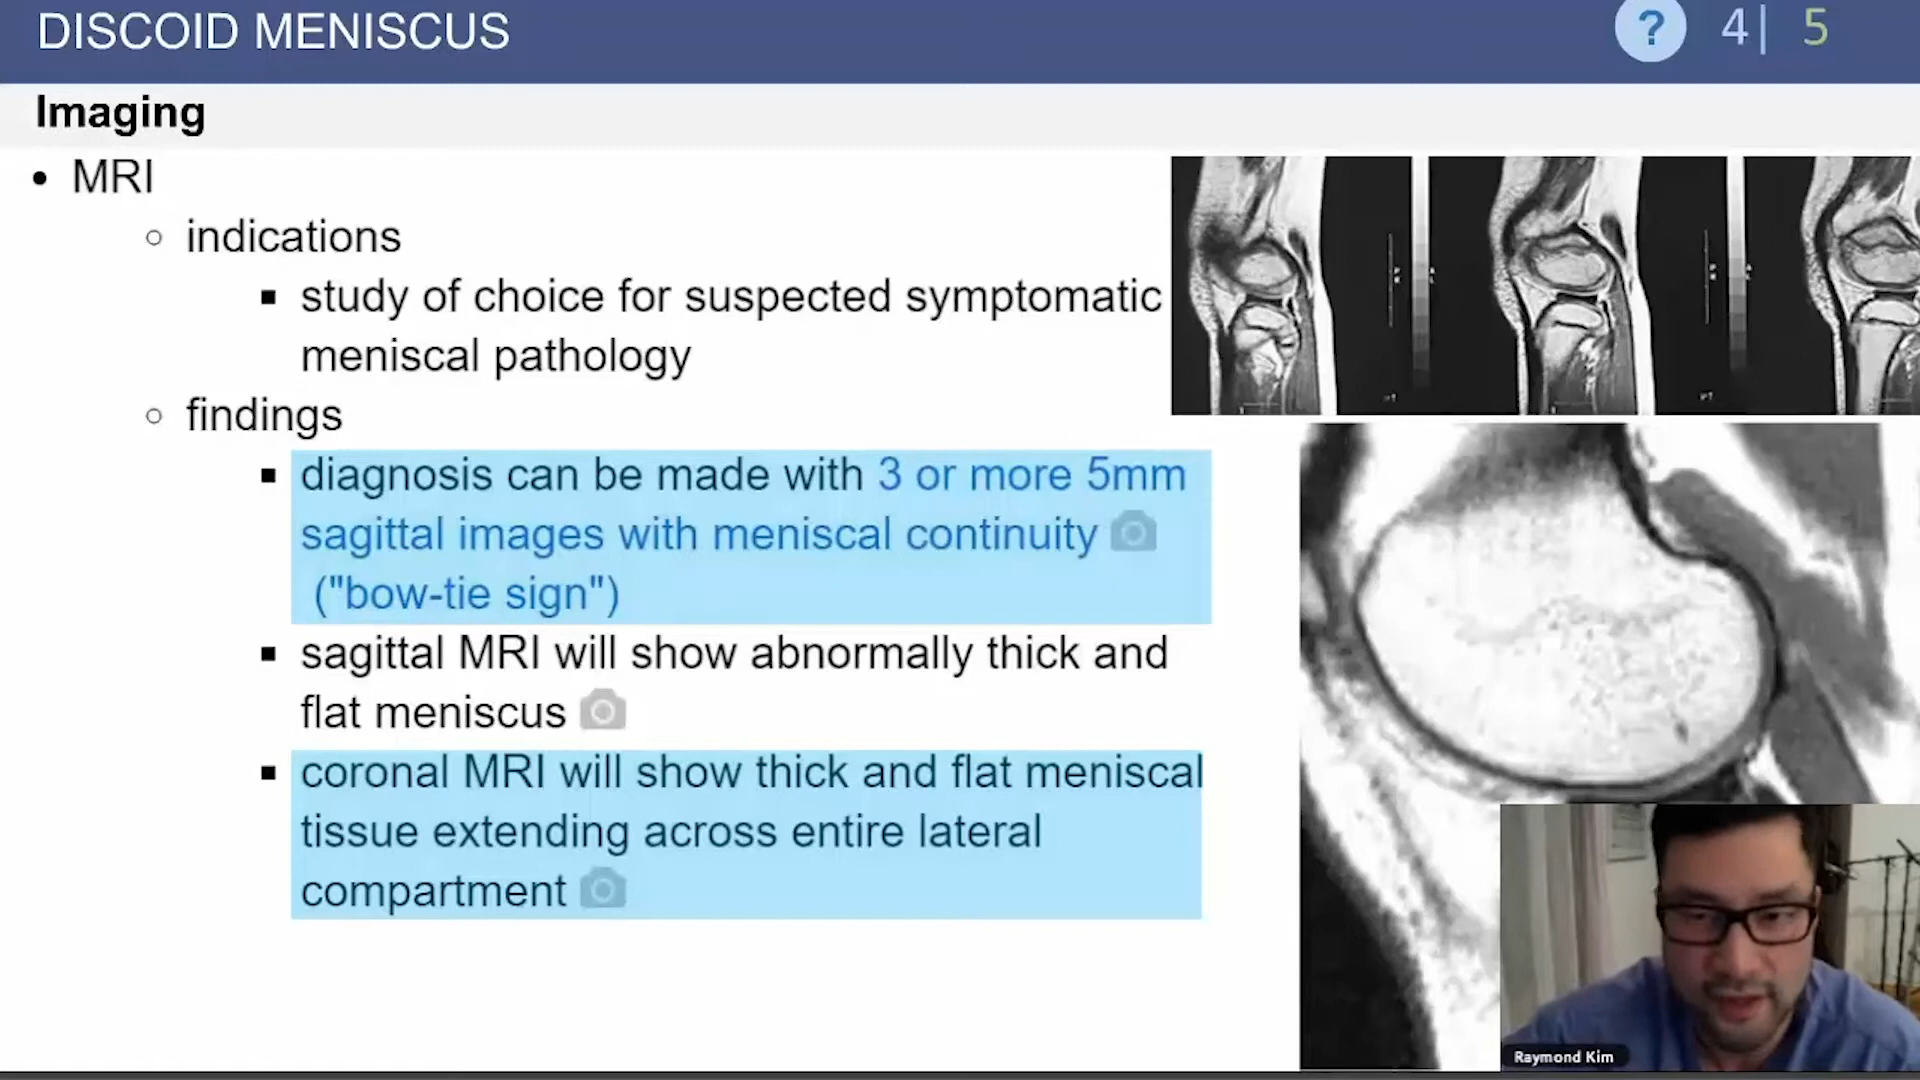 DISCOID MENISCUS
? 4| 5
Imaging
• MRI
○ indications
▪ study of choice for suspected symptomatic
meniscal pathology
○ findings
▪ diagnosis can be made with 3 or more 5mm
sagittal images with meniscal continuity
("bow-tie sign")
▪ sagittal MRI will show abnormally thick and
flat meniscus
▪ coronal MRI will show thick and flat meniscal
tissue extending across entire lateral
compartment
Raymond Kim